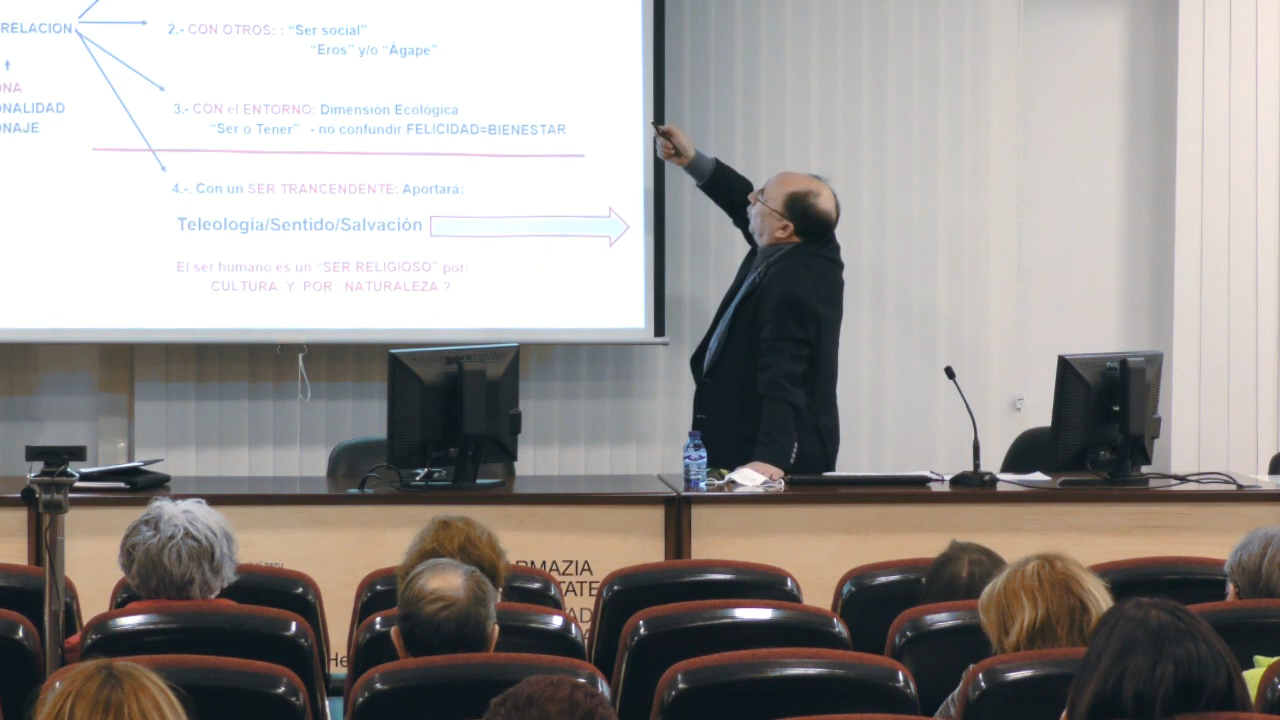 RELACION
ONA
ONALIDAD
ONAJE
2.- CON OTROS: : “Ser social”
“Eros” y/o “Ágape”
3.- CON el ENTORNO: Dimensión Ecológica
“Ser o Tener” - no confundir FELICIDAD=BIENESTAR
4.-. Con un SER TRANCENDENTE: Aportará:
Teleología/Sentido/Salvación
El ser humano es un “SER RELIGIOSO” por:
CULTURA Y POR NATURALEZA ?
RMAZIA
TATE
TAD
He